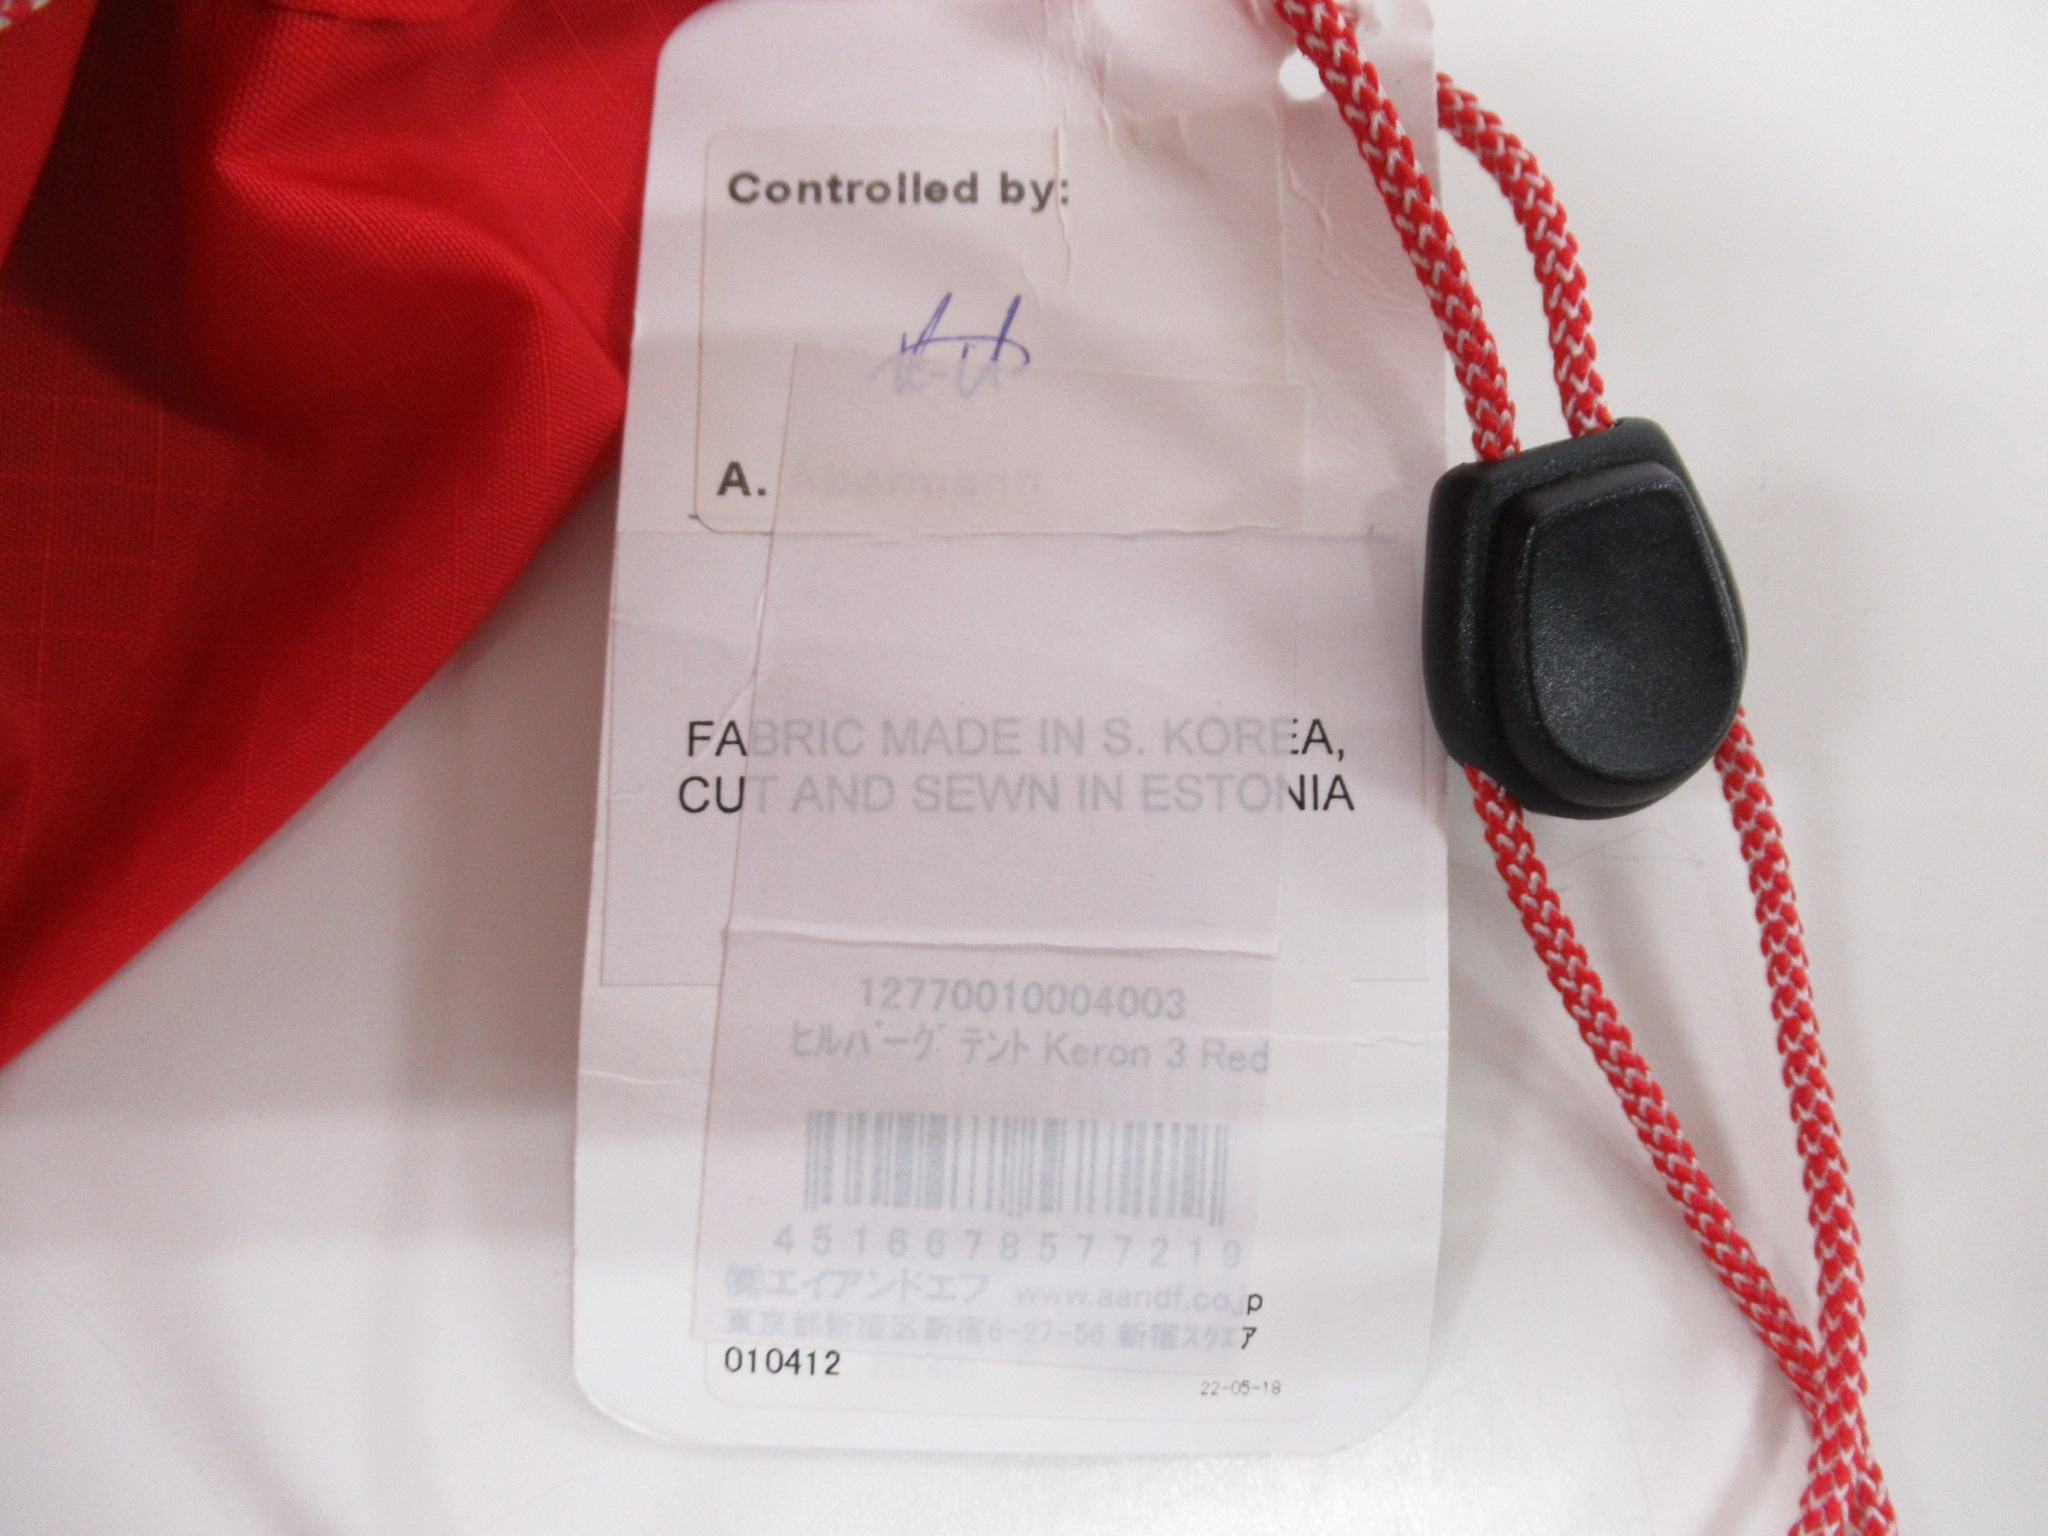 Controlled by:
A.
FABRIC MADE IN S. KOREA,
CUT AND SEWN IN ESTONIA
12770010004003
ﾋﾙﾊﾞｰｸﾞ ﾃﾝﾄ Keron 3 Red
4516678577219
㈱エイアンドエフ www.aandf.co.jp
東京都新宿区新宿6-27-56 新宿ｽｸｴｱ
010412
22-05-18